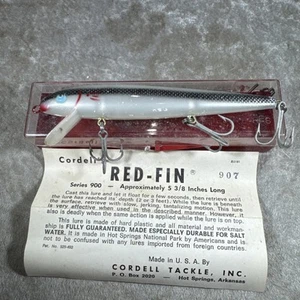 Cordell
RED-FIN
907
Series 900 — Approximately 5 3/8 Inches Long
Cast this lure and let it float for a few seconds, then retrieve until
the lure has reached its depth (2 or 3 feet). While the lure is beneath
the surface, retrieve with slow, jerking, tantalizing motion. This lure
is very effective when used in the described manner. However, it
also is deadly when the same action is applied while the lure is on top.
This lure is made of hard plastic and all material and workman-
ship is FULLY GUARANTEED. MADE ESPECIALLY DURABLE FOR SALT
WATER. It is made in Hot Springs National Park by Americans and is
not to be confused with any lures imported from foreign countries.
Made in U.S.A. By
CORDELL TACKLE, INC.
P. O. Box 2020 Hot Springs, Arkansas